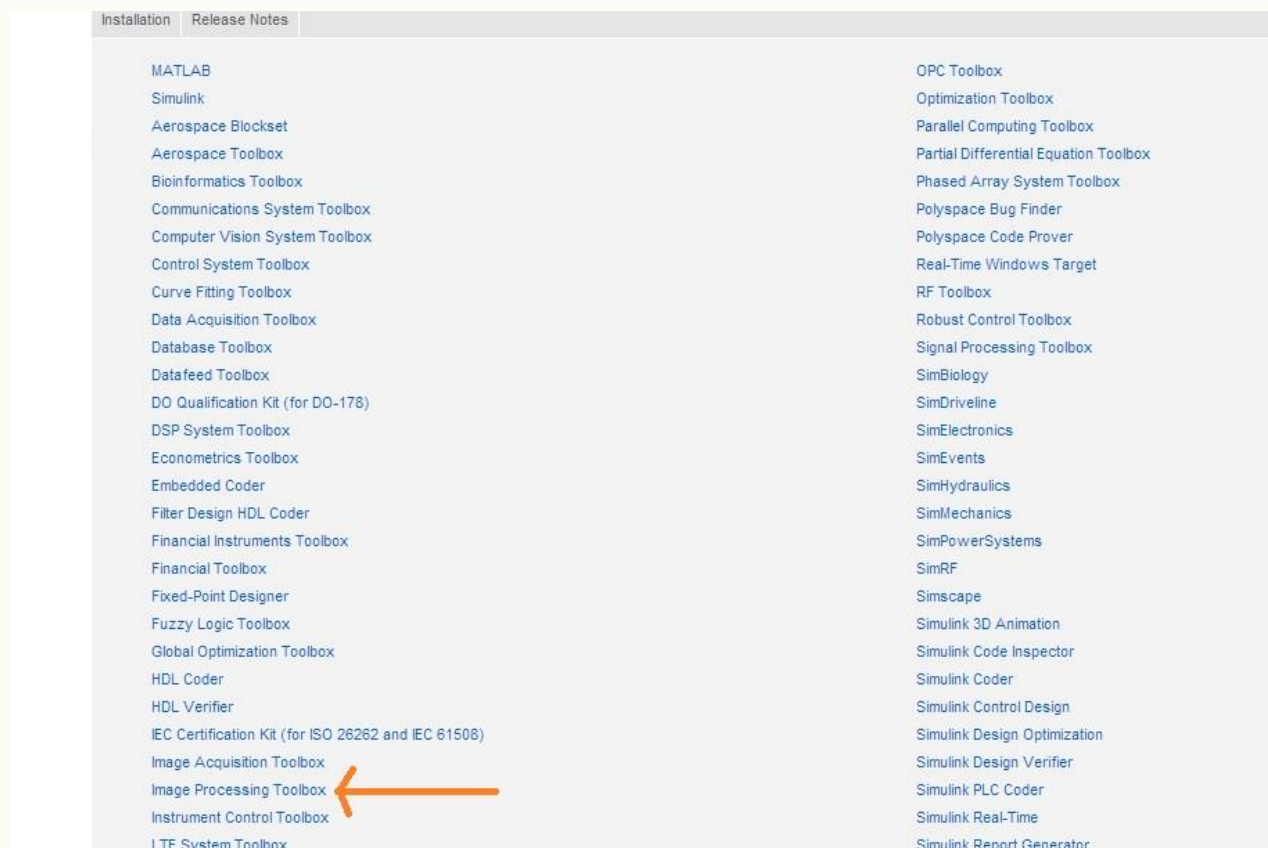 Installation Release Notes
MATLAB
Simulink
Aerospace Blockset
Aerospace Toolbox
Bioinformatics Toolbox
Communications System Toolbox
Computer Vision System Toolbox
Control System Toolbox
Curve Fitting Toolbox
Data Acquisition Toolbox
Database Toolbox
Datafeed Toolbox
DO Qualification Kit (for DO-178)
DSP System Toolbox
Econometrics Toolbox
Embedded Coder
Filter Design HDL Coder
Financial Instruments Toolbox
Financial Toolbox
Fixed-Point Designer
Fuzzy Logic Toolbox
Global Optimization Toolbox
HDL Coder
HDL Verifier
IEC Certification Kit (for ISO 26262 and IEC 61508)
Image Acquisition Toolbox
Image Processing Toolbox
Instrument Control Toolbox
LTE System Toolbox
OPC Toolbox
Optimization Toolbox
Parallel Computing Toolbox
Partial Differential Equation Toolbox
Phased Array System Toolbox
Polyspace Bug Finder
Polyspace Code Prover
Real-Time Windows Target
RF Toolbox
Robust Control Toolbox
Signal Processing Toolbox
SimBiology
SimDriveline
SimElectronics
SimEvents
SimHydraulics
SimMechanics
SimPowerSystems
SimRF
Simscape
Simulink 3D Animation
Simulink Code Inspector
Simulink Coder
Simulink Control Design
Simulink Design Optimization
Simulink Design Verifier
Simulink PLC Coder
Simulink Real-Time
Simulink Report Generator